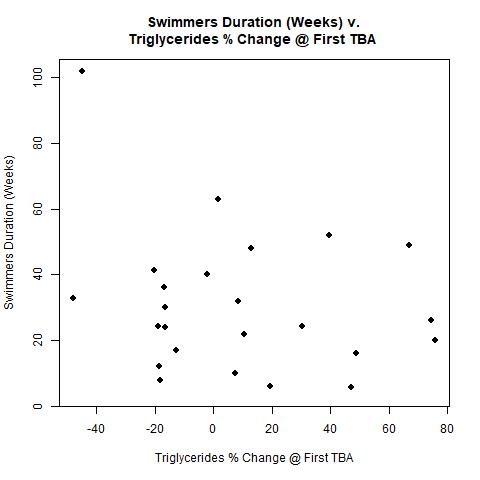 Swimmers Duration (Weeks) v.
Triglycerides % Change @ First TBA
Swimmers Duration (Weeks)
100
80
60
40
20
0
-40 -20 0 20 40 60 80
Triglycerides % Change @ First TBA